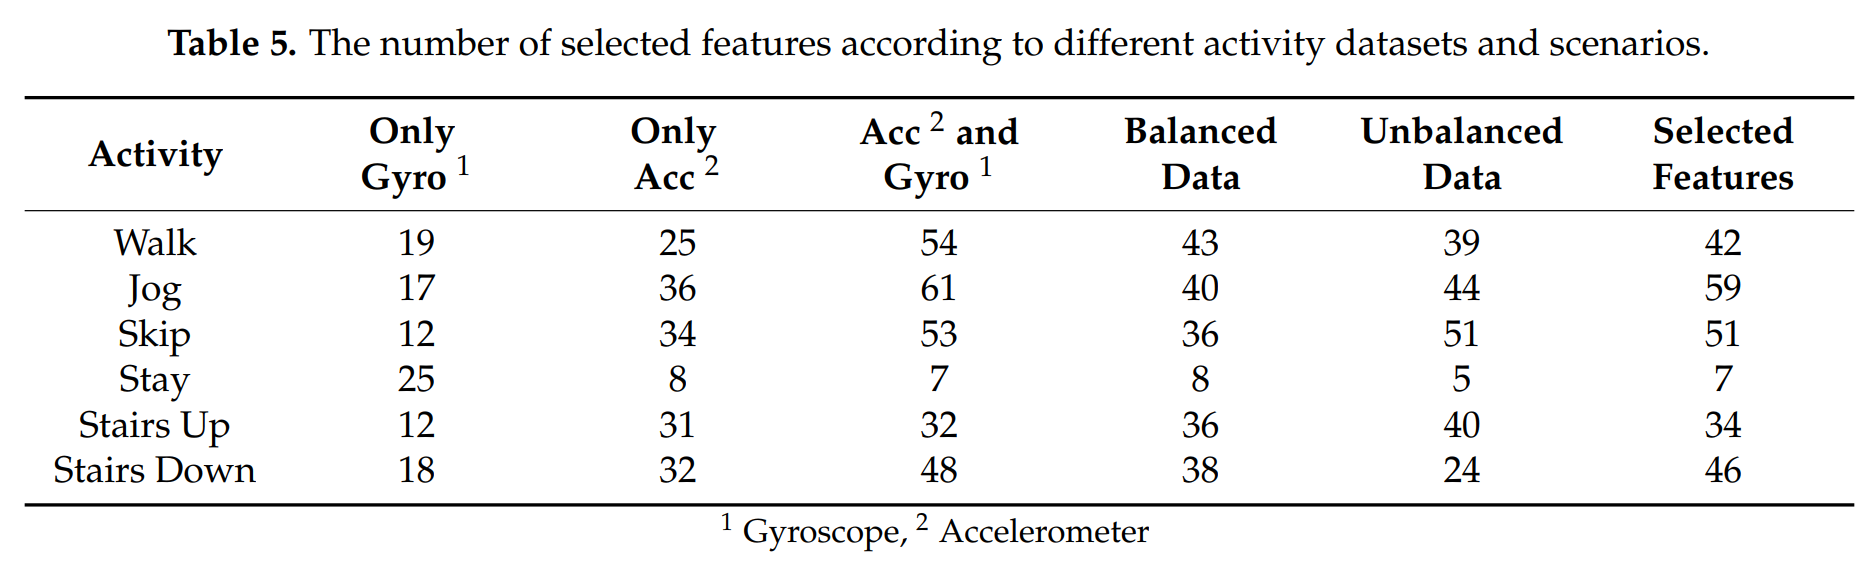 Table 5. The number of selected features according to different activity datasets and scenarios.
Activity Only Gyro 1 Only Acc 2 Acc 2 and Gyro 1 Balanced Data Unbalanced Data Selected Features
Walk 19 25 54 43 39 42
Jog 17 36 61 40 44 59
Skip 12 34 53 36 51 51
Stay 25 8 7 8 5 7
Stairs Up 12 31 32 36 40 34
Stairs Down 18 32 48 38 24 46
1 Gyroscope, 2 Accelerometer